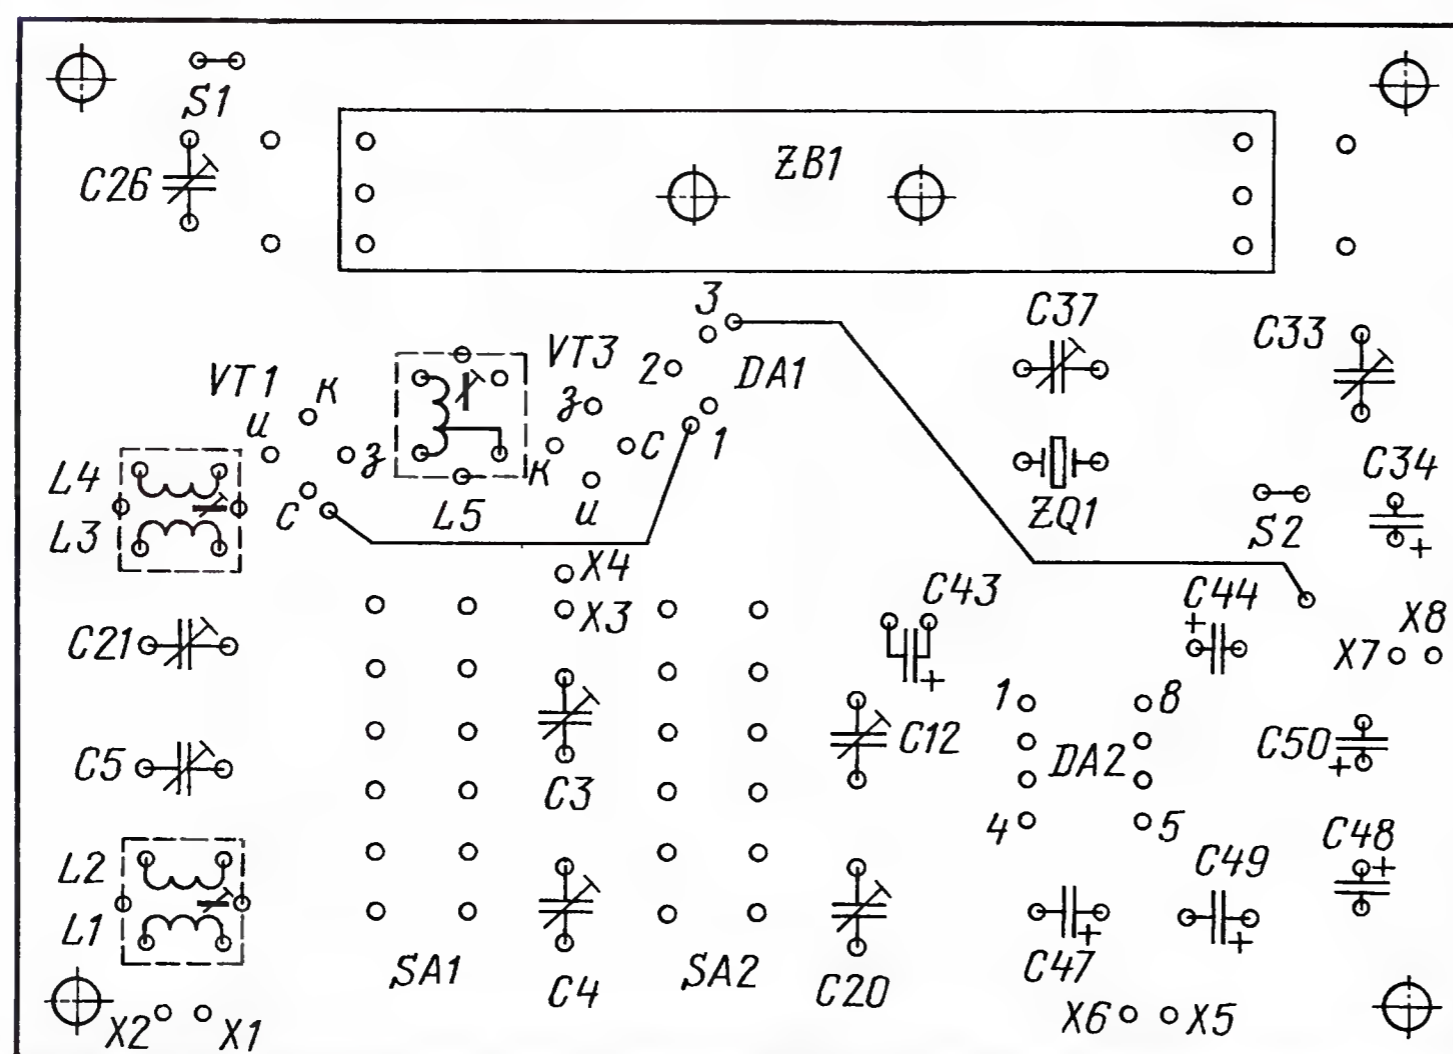 S1
C26
ZB1
3
C37
C33
VT1
к
и
з
с
VT3
з
к
с
и
2
DA1
1
L5
L4
L3
ZQ1
S2
C34
+
X4
X3
C43
+
C44
+
X8
X7
C21
C5
C3
C12
1
8
DA2
4
5
C50
+
L2
L1
C48
+
C49
+
C47
+
SA1
C4
SA2
C20
X2
X1
X6
X5